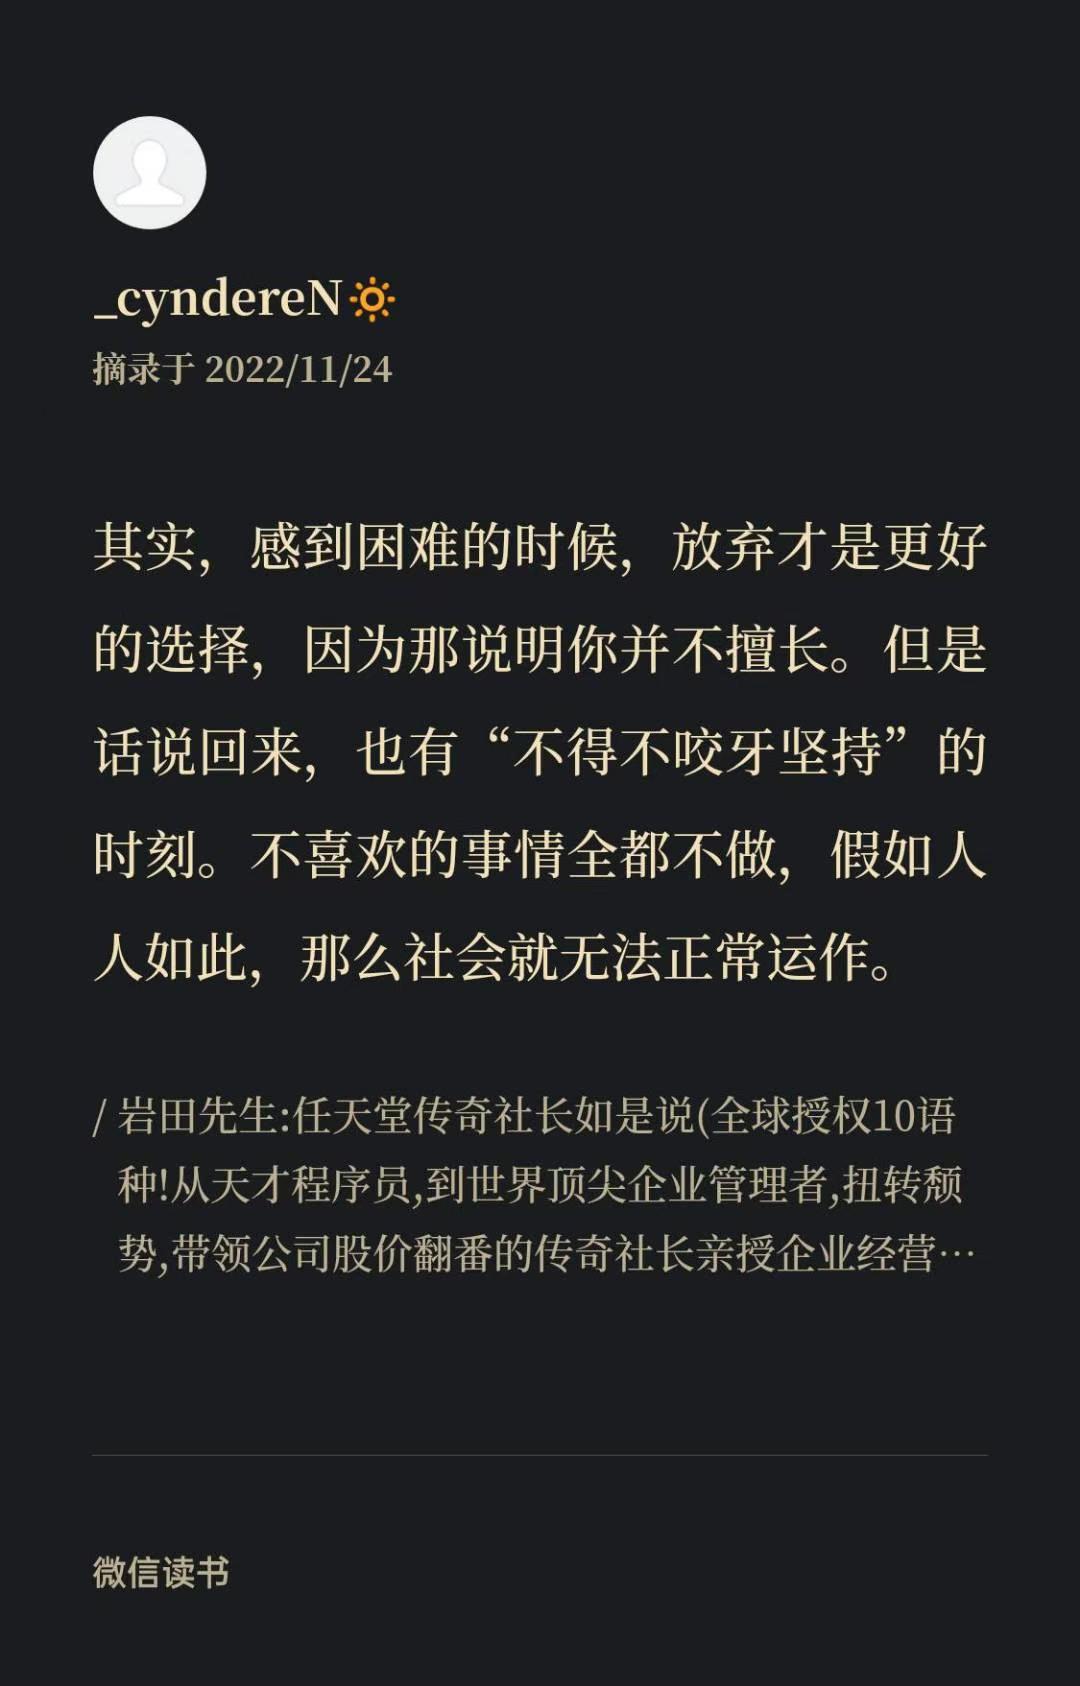 _cyndereN🔅
摘录于 2022/11/24
其实，感到困难的时候，放弃才是更好
的选择，因为那说明你并不擅长。但是
话说回来，也有“不得不咬牙坚持”的
时刻。不喜欢的事情全都不做，假如人
人如此，那么社会就无法正常运作。
/ 岩田先生:任天堂传奇社长如是说(全球授权10语
种!从天才程序员,到世界顶尖企业管理者,扭转颓
势,带领公司股价翻番的传奇社长亲授企业经营…
微信读书